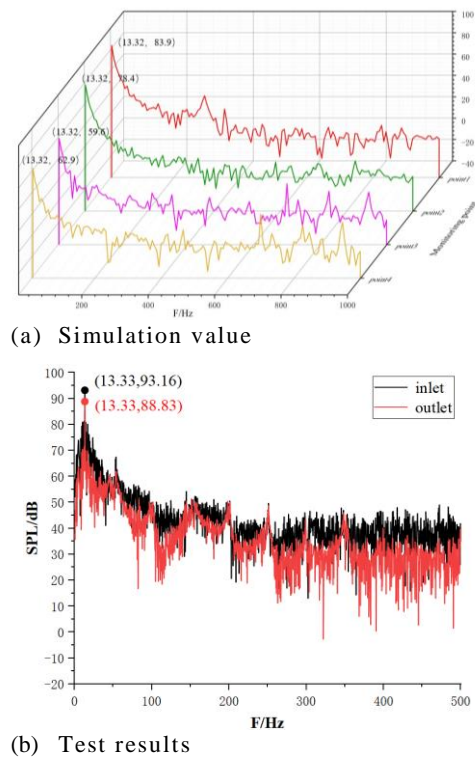 100
80
60
40
20
0
-20
-40
(13.32, 83.9)
(13.32, 78.4)
(13.32, 59.6)
(13.32, 62.9)
point1
point2
point3
point4
200 400 600 800 1000
F/Hz
(a) Simulation value
100
90
80
70
60
50
40
30
20
10
0
-10
-20
SPL/dB
(13.33,93.16)
(13.33,88.83)
inlet
outlet
0 100 200 300 400 500
F/Hz
(b) Test results